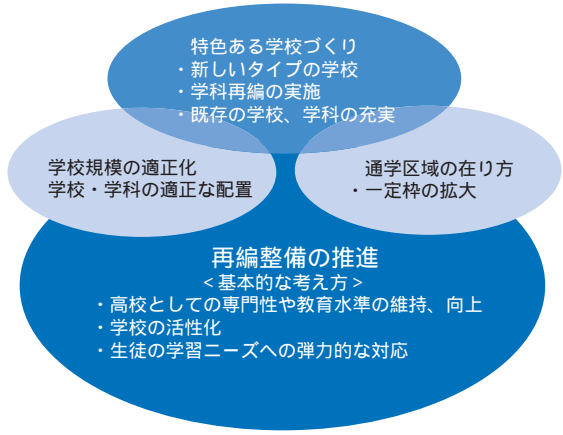 特色ある学校づくり
・新しいタイプの学校
・学科再編の実施
・既存の学校、学科の充実
学校規模の適正化
学校・学科の適正な配置
通学区域の在り方
・一定枠の拡大
再編整備の推進
<基本的な考え方>
・高校としての専門性や教育水準の維持、向上
・学校の活性化
・生徒の学習ニーズへの弾力的な対応